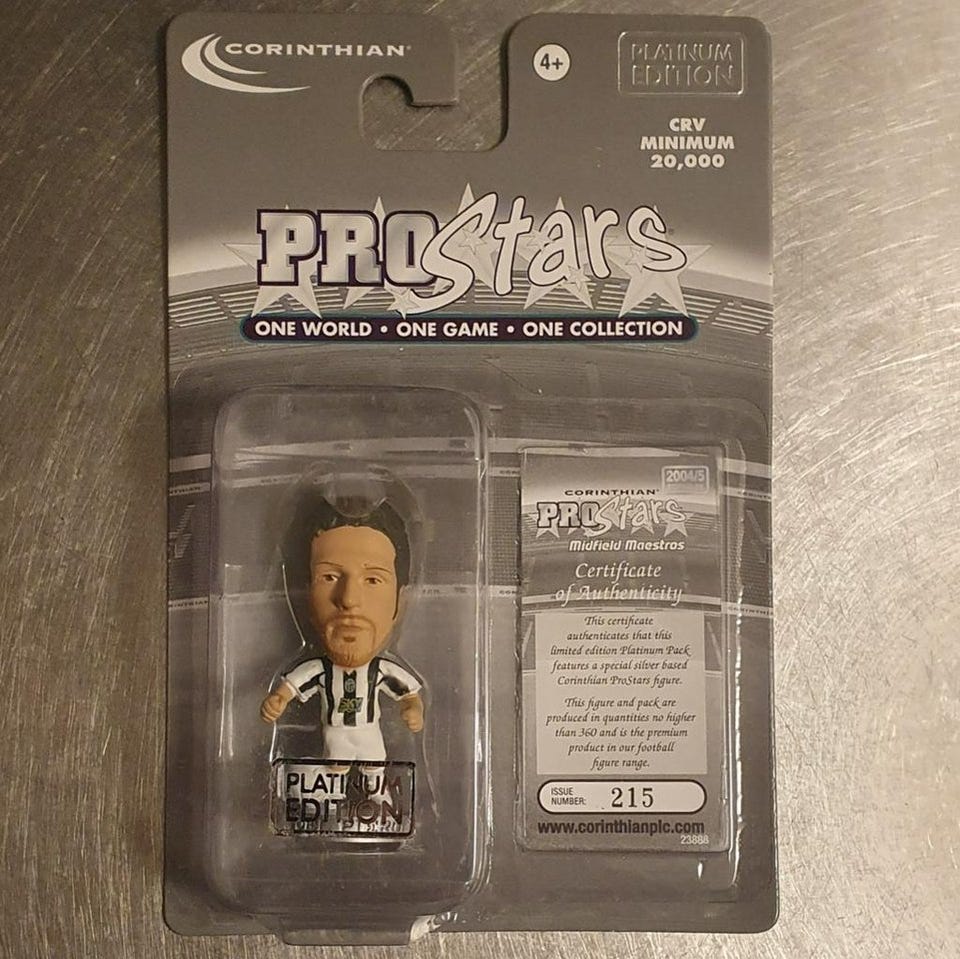 CORINTHIAN®
4+
PLATINUM
EDITION
CRV
MINIMUM
20,000
PROStars
ONE WORLD • ONE GAME • ONE COLLECTION
2004/5
CORINTHIAN
PROStars
Midfield Maestros
Certificate
of Authenticity
This certificate
authenticates that this
limited edition Platinum Pack
features a special silver based
Corinthian ProStars figure.
This figure and pack are
produced in quantities no higher
than 360 and is the premium
product in our football
figure range.
ISSUE
NUMBER: 215
www.corinthianplc.com
23888
PLATINUM
EDITION